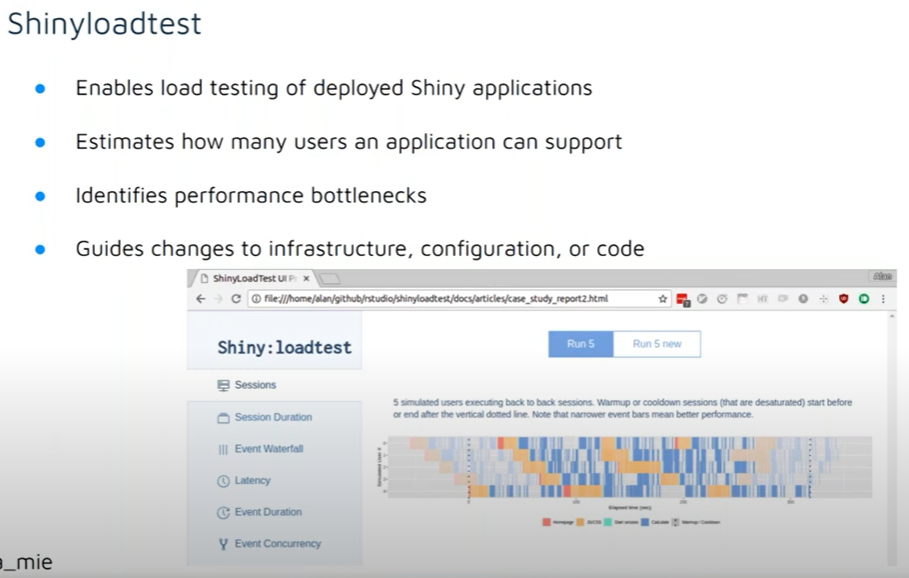 Shinyloadtest
Enables load testing of deployed Shiny applications
Estimates how many users an application can support
Identifies performance bottlenecks
Guides changes to infrastructure, configuration, or code
ShinyLoadTest UI P
Alan
file:///home/alan/github/rstudio/shinyloadtest/docs/articles/case_study_report2.html
Shiny:loadtest
Run 5
Run 5 new
Sessions
5 simulated users executing back to back sessions. Warmup or cooldown sessions (that are desaturated) start before
or end after the vertical dotted line. Note that narrower event bars mean better performance.
Session Duration
Event Waterfall
Latency
Event Duration
Event Concurrency
Elapsed time (sec)
Homepage JS/CSS Start session Calculate Warmup / Cooldown
_mie